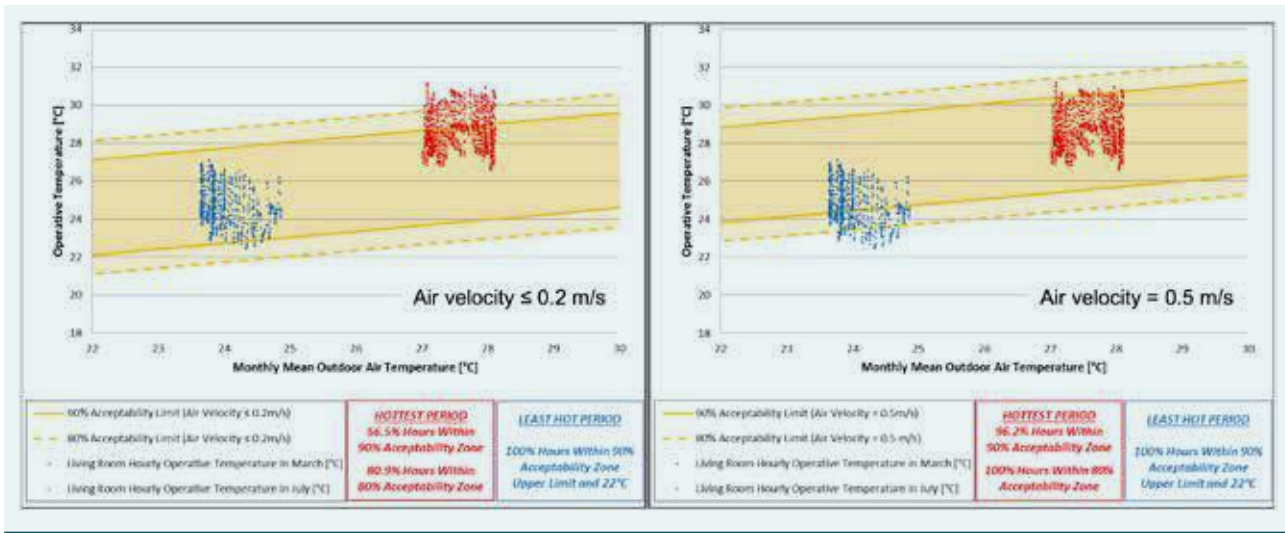 34
32
30
28
26
24
22
20
18
Operative Temperature [°C]
Air velocity ≤ 0.2 m/s
22 23 24 25 26 27 28 29 30
Monthly Mean Outdoor Air Temperature [°C]
90% Acceptability Limit (Air Velocity ≤ 0.2m/s)
80% Acceptability Limit (Air Velocity ≤ 0.2m/s)
Living Room Hourly Operative Temperature in March [°C]
Living Room Hourly Operative Temperature in July [°C]
HOTTEST PERIOD
56.5% Hours Within
90% Acceptability Zone
80.9% Hours Within
80% Acceptability Zone
LEAST HOT PERIOD
100% Hours Within 90%
Acceptability Zone
Upper Limit and 22°C
34
32
30
28
26
24
22
20
18
Operative Temperature [°C]
Air velocity = 0.5 m/s
22 23 24 25 26 27 28 29 30
Monthly Mean Outdoor Air Temperature [°C]
90% Acceptability Limit (Air Velocity = 0.5m/s)
80% Acceptability Limit (Air Velocity = 0.5 m/s)
Living Room Hourly Operative Temperature in March [°C]
Living Room Hourly Operative Temperature in July [°C]
HOTTEST PERIOD
96.2% Hours Within
90% Acceptability Zone
100% Hours Within 80%
Acceptability Zone
LEAST HOT PERIOD
100% Hours Within 90%
Acceptability Zone
Upper Limit and 22°C